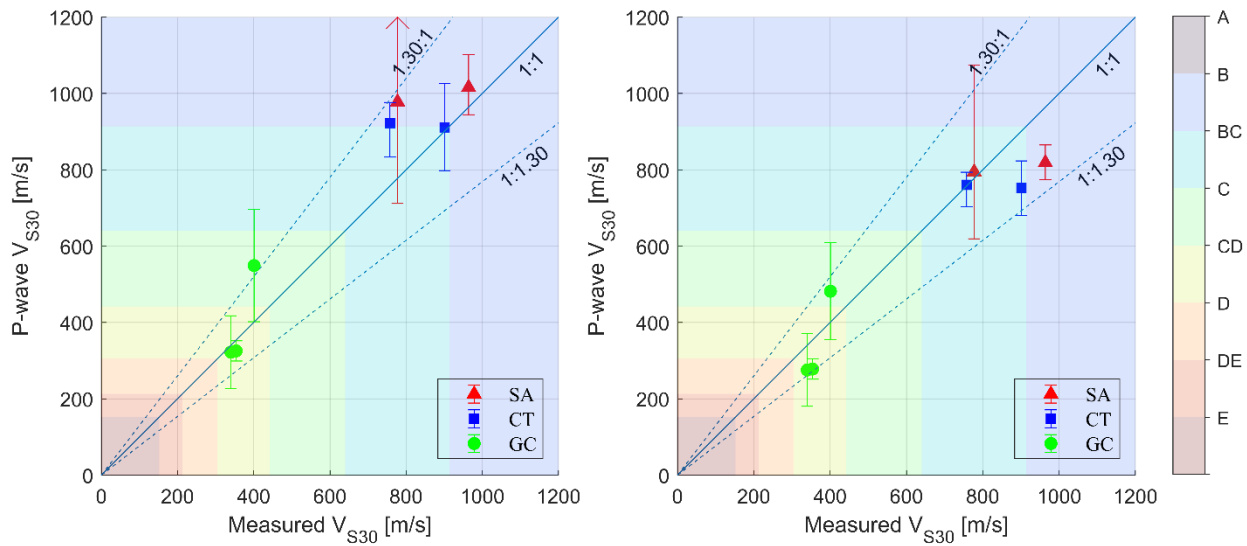 1200
1000
800
600
400
200
0
P-wave V_S30 [m/s]
1.30:1
1:1
1:1.30
SA
CT
GC
0 200 400 600 800 1000 1200
Measured V_S30 [m/s]
1200
1000
800
600
400
200
0
P-wave V_S30 [m/s]
1.30:1
1:1
1:1.30
SA
CT
GC
0 200 400 600 800 1000 1200
Measured V_S30 [m/s]
A
B
BC
C
CD
D
DE
E